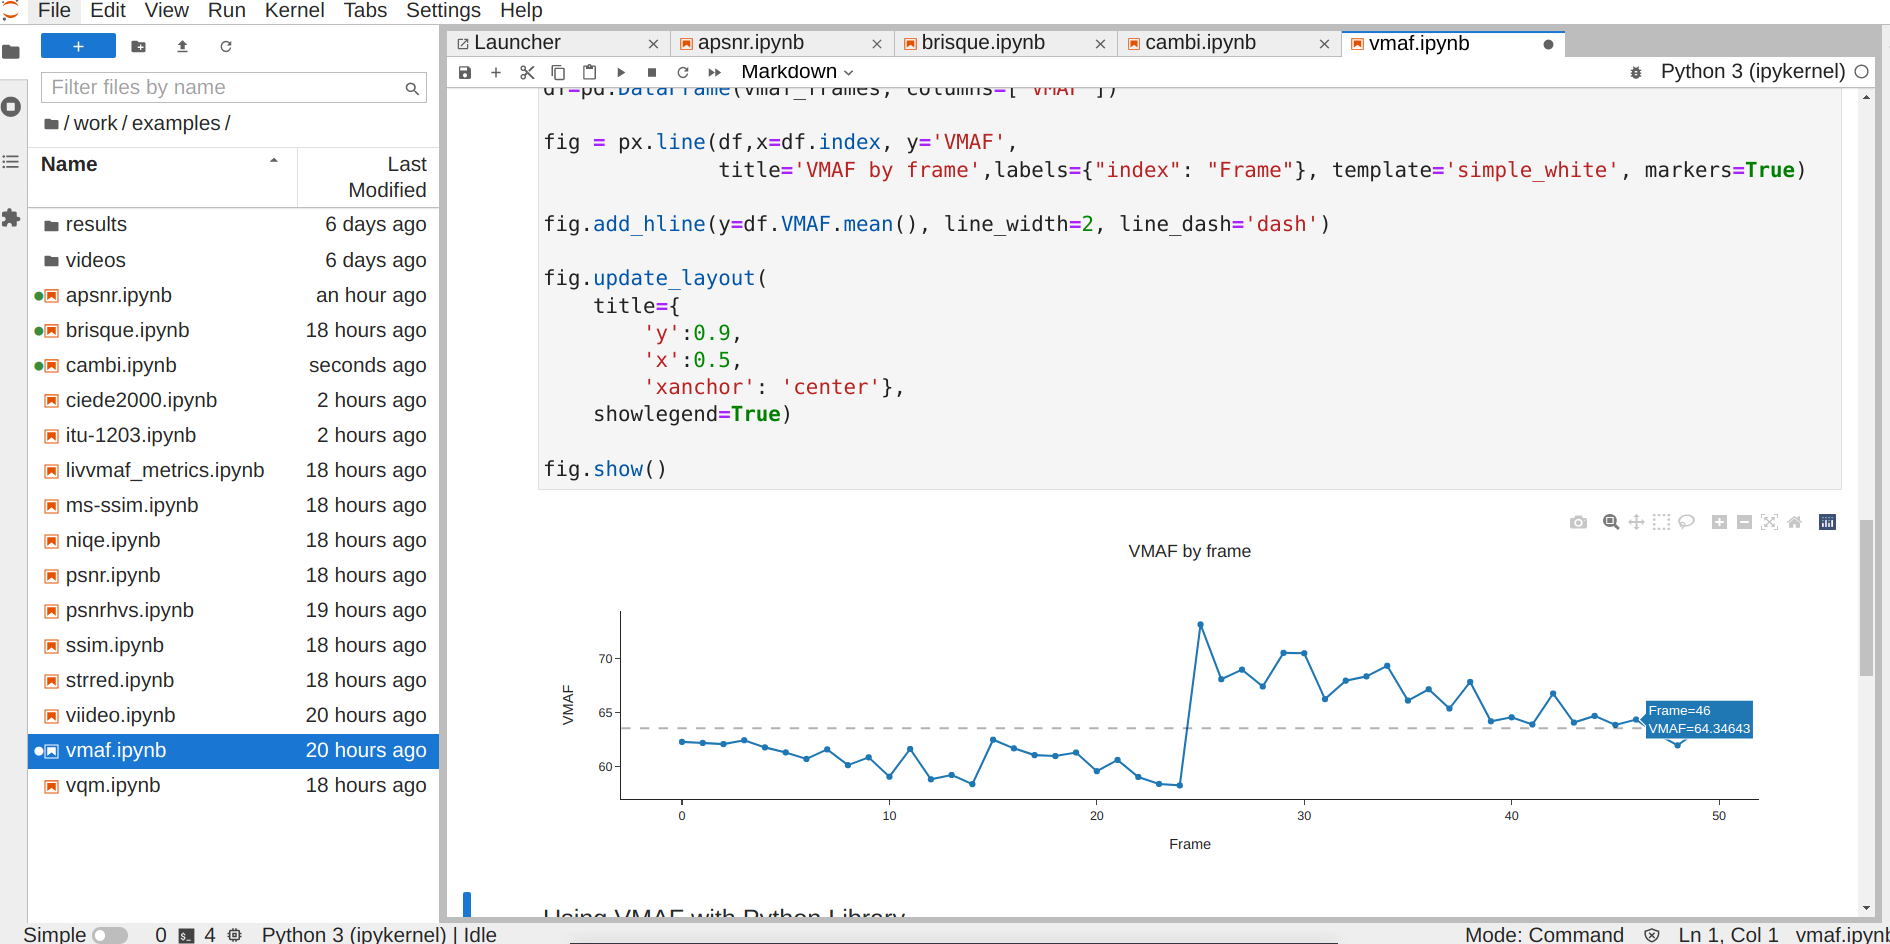 File Edit View Run Kernel Tabs Settings Help
Filter files by name
/ work / examples /
Name
Last Modified
results 6 days ago
videos 6 days ago
apsnr.ipynb an hour ago
brisque.ipynb 18 hours ago
cambi.ipynb seconds ago
ciede2000.ipynb 2 hours ago
itu-1203.ipynb 2 hours ago
livvmaf_metrics.ipynb 18 hours ago
ms-ssim.ipynb 18 hours ago
niqe.ipynb 18 hours ago
psnr.ipynb 18 hours ago
psnrhvs.ipynb 19 hours ago
ssim.ipynb 18 hours ago
strred.ipynb 18 hours ago
viideo.ipynb 20 hours ago
vmaf.ipynb 20 hours ago
vqm.ipynb 18 hours ago
Launcher apsnr.ipynb brisque.ipynb cambi.ipynb vmaf.ipynb
Markdown Python 3 (ipykernel)
df=pd.DataFrame(vmaf_frames, columns=["VMAF"])
fig = px.line(df,x=df.index, y='VMAF',
title='VMAF by frame',labels={"index": "Frame"}, template='simple_white', markers=True)
fig.add_hline(y=df.VMAF.mean(), line_width=2, line_dash='dash')
fig.update_layout(
title={
'y':0.9,
'x':0.5,
'xanchor': 'center'},
showlegend=True)
fig.show()
VMAF by frame
70
65
60
VMAF
Frame=46
VMAF=64.34643
0 10 20 30 40 50
Frame
Using VMAF with Python Library
Simple 0 $_ 4 Python 3 (ipykernel) | Idle Mode: Command Ln 1, Col 1 vmaf.ipynb